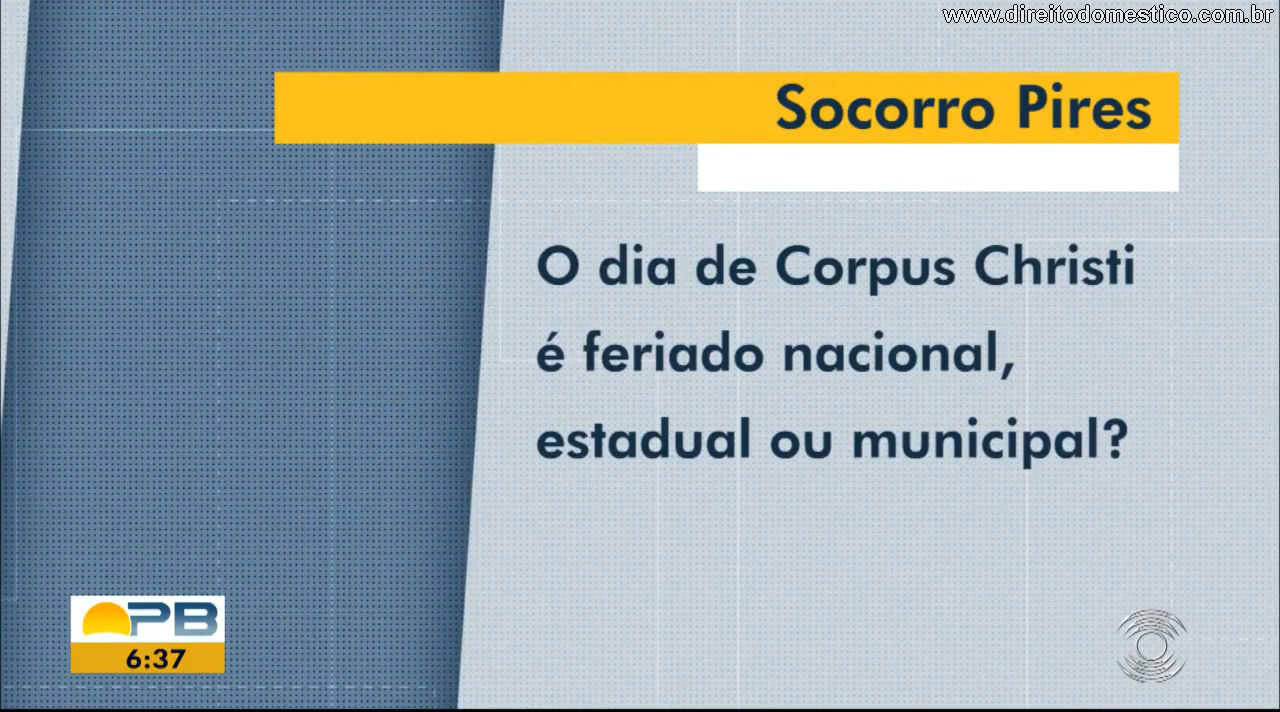 www.direitodomestico.com.br
Socorro Pires
O dia de Corpus Christi
é feriado nacional,
estadual ou municipal?
PB
6:37